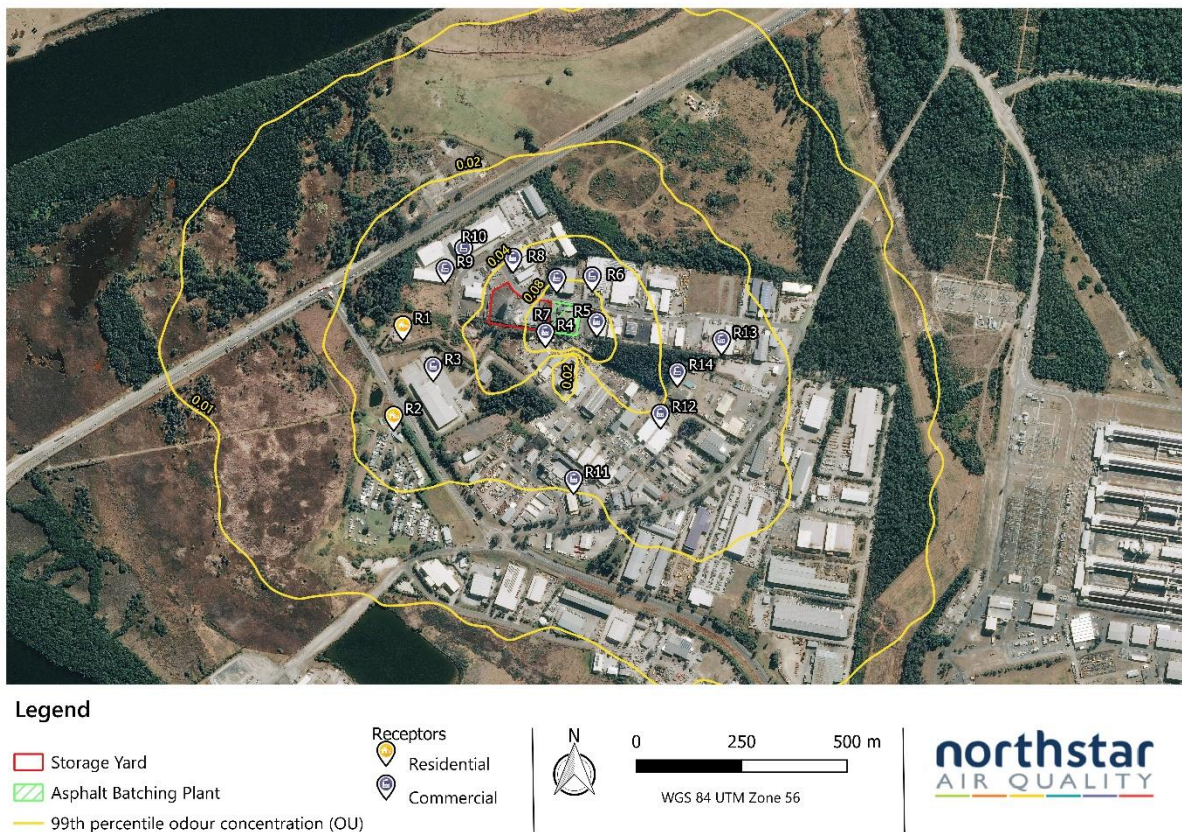 0.02
R10
R8
0.04
R9
R6
0.08
R5
R7
R4
R1
R13
R3
R14
0.02
0.01
R2
R12
R11
Legend
Storage Yard
Asphalt Batching Plant
99th percentile odour concentration (OU)
Receptors
Residential
Commercial
N
0 250 500 m
WGS 84 UTM Zone 56
northstar
AIR QUALITY